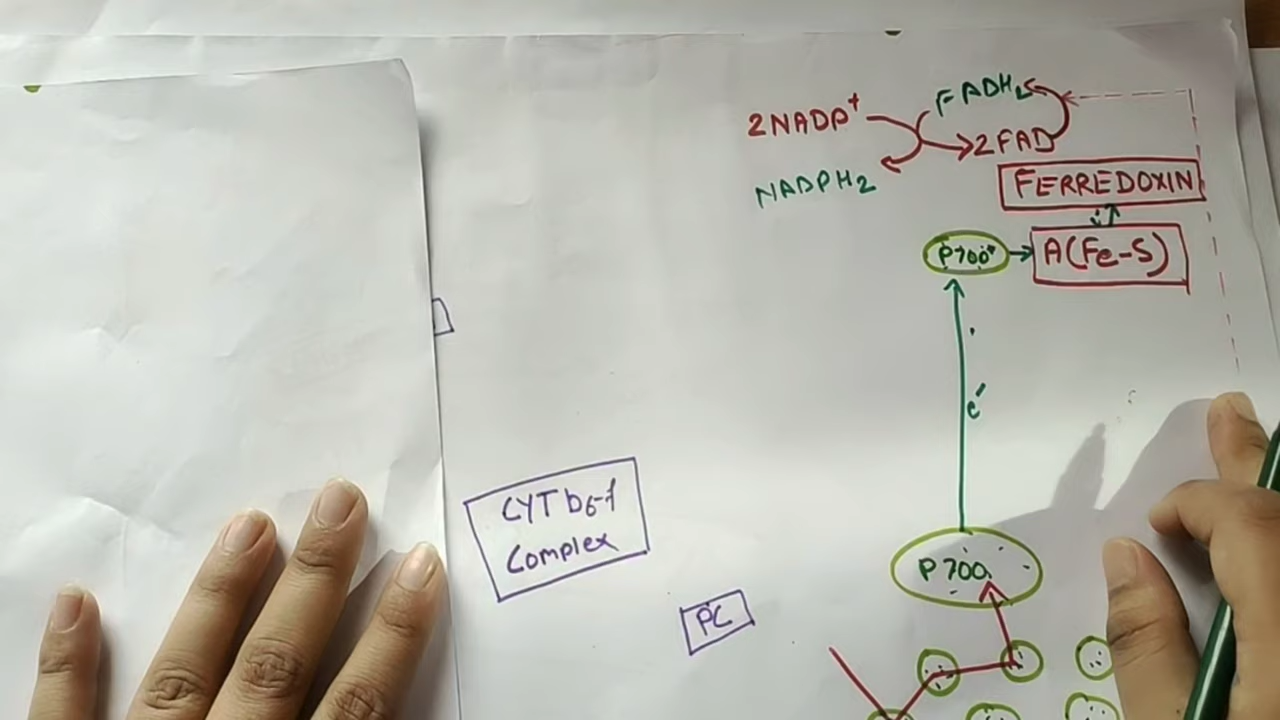 FADH2
2NADP+
2FAD
NADPH2
FERREDOXIN
P700*
A(Fe-S)
e-
CYT b6-f
Complex
P700
PC